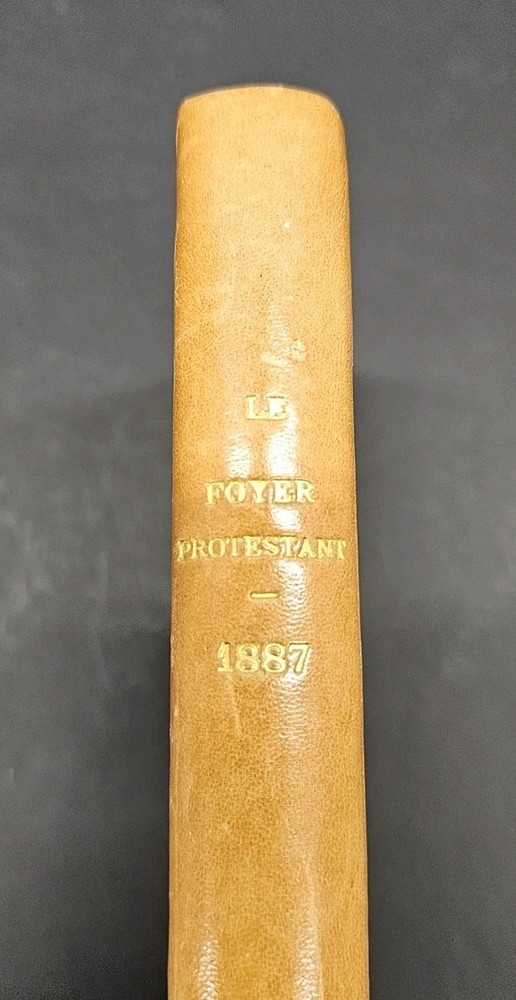 LE
FOYER
PROTESTANT
—
1887